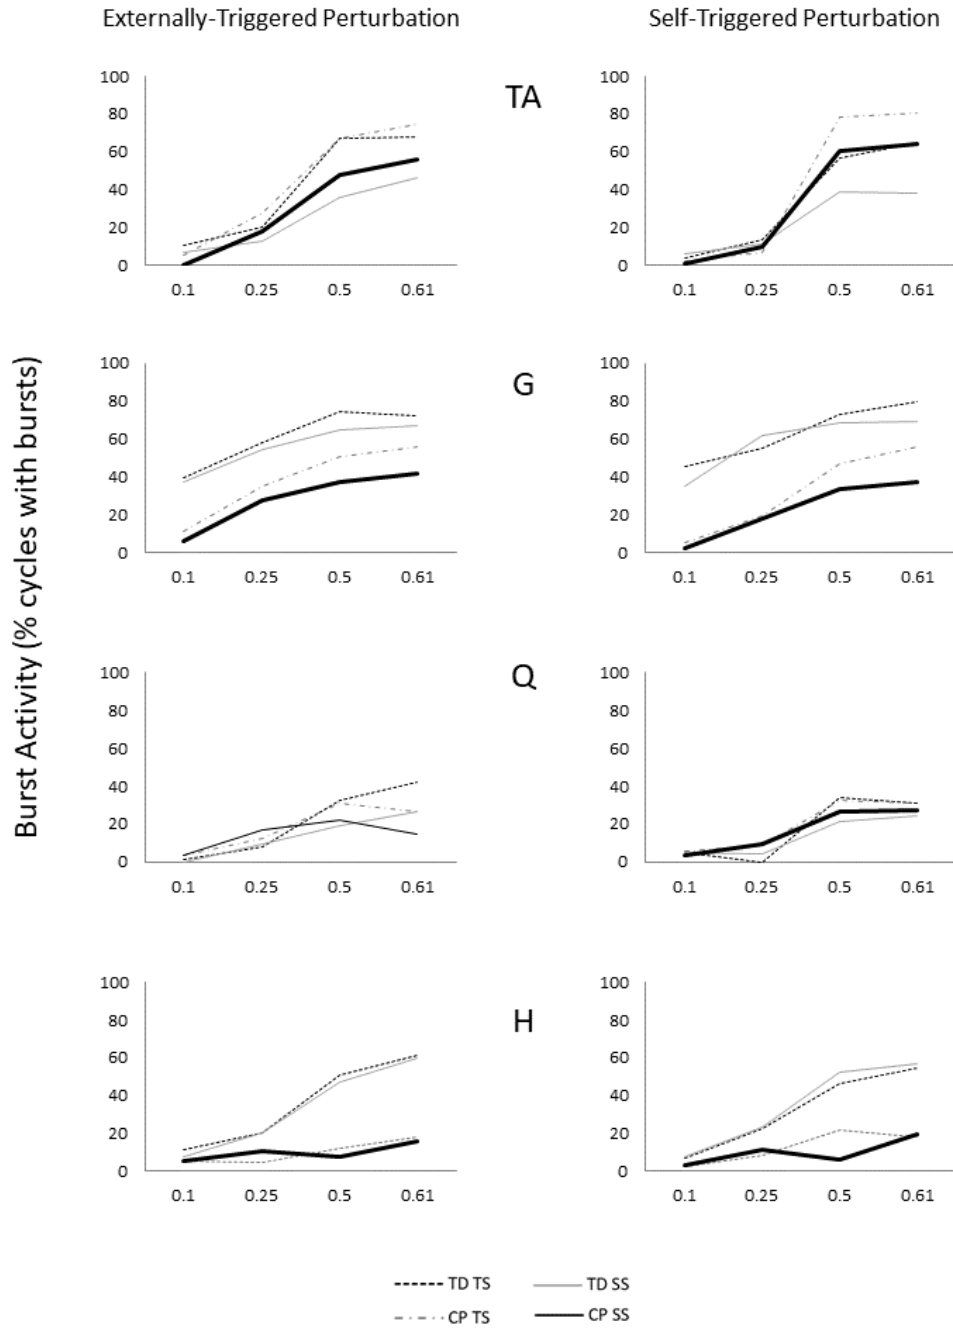 Externally-Triggered Perturbation
Self-Triggered Perturbation
Burst Activity (% cycles with bursts)
TA
100
80
60
40
20
0
0.1 0.25 0.5 0.61
100
80
60
40
20
0
0.1 0.25 0.5 0.61
G
100
80
60
40
20
0
0.1 0.25 0.5 0.61
100
80
60
40
20
0
0.1 0.25 0.5 0.61
Q
100
80
60
40
20
0
0.1 0.25 0.5 0.61
100
80
60
40
20
0
0.1 0.25 0.5 0.61
H
100
80
60
40
20
0
0.1 0.25 0.5 0.61
100
80
60
40
20
0
0.1 0.25 0.5 0.61
TD TS TD SS
CP TS CP SS